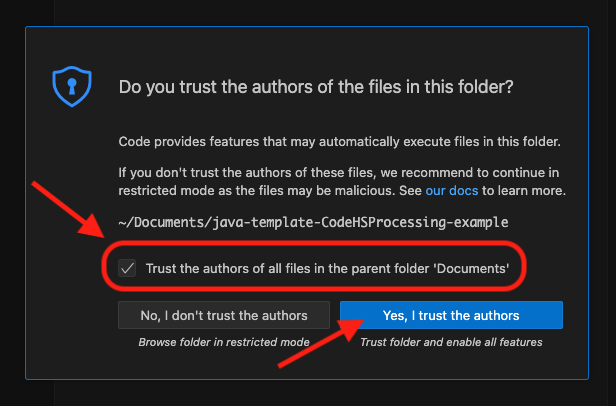 Do you trust the authors of the files in this folder?
Code provides features that may automatically execute files in this folder.
If you don't trust the authors of these files, we recommend to continue in
restricted mode as the files may be malicious. See our docs to learn more.
~/Documents/java-template-CodeHSProcessing-example
Trust the authors of all files in the parent folder 'Documents'
No, I don't trust the authors
Yes, I trust the authors
Browse folder in restricted mode
Trust folder and enable all features